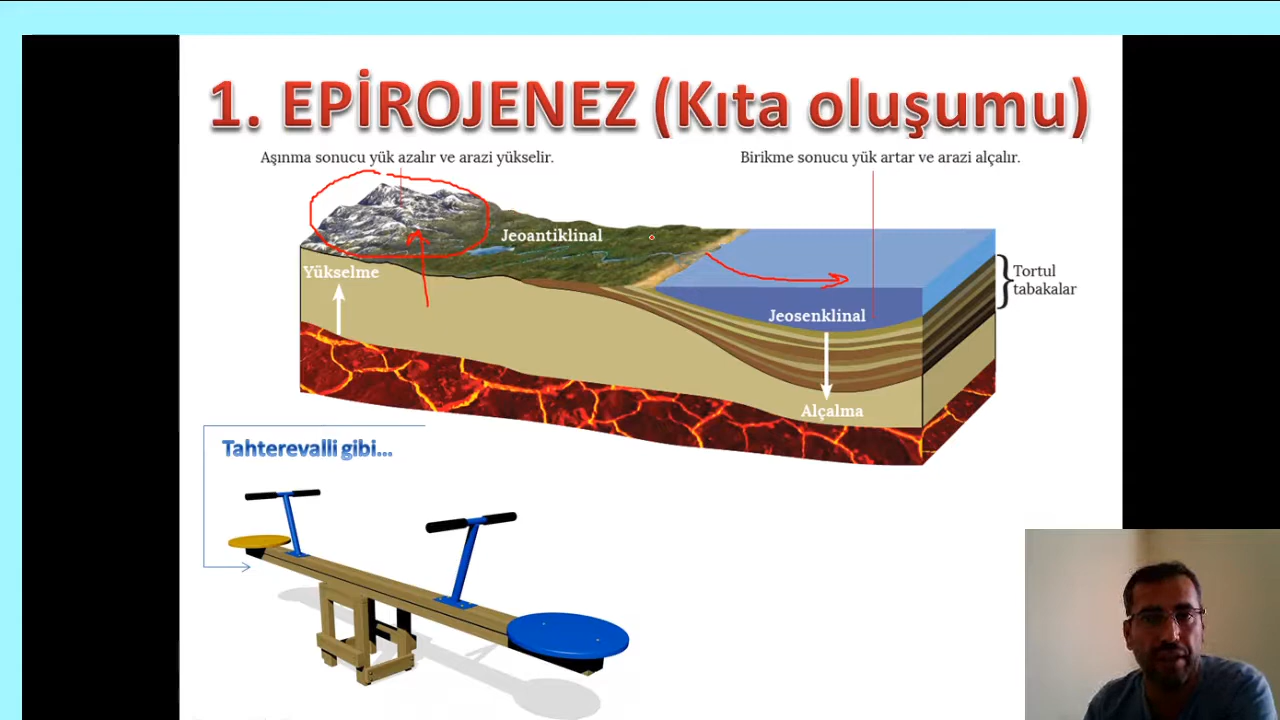 1. EPİROJENEZ (Kıta oluşumu)
Aşınma sonucu yük azalır ve arazi yükselir.
Birikme sonucu yük artar ve arazi alçalır.
Jeoantiklinal
Yükselme
Tortul
tabakalar
Jeosenklinal
Alçalma
Tahterevalli gibi...